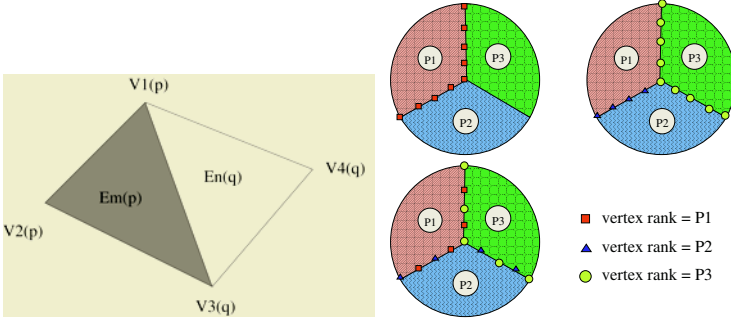 V1(p)
V4(q)
En(q)
Em(p)
V2(p)
V3(q)
P1
P3
P2
P1
P3
P2
P1
P3
P2
vertex rank = P1
vertex rank = P2
vertex rank = P3